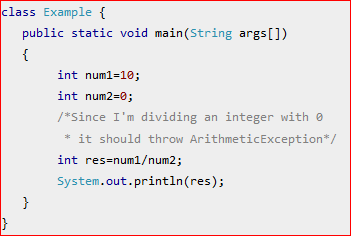 class Example {
   public static void main(String args[])
   {
        int num1=10;
        int num2=0;
        /*Since I'm dividing an integer with 0
         * it should throw ArithmeticException*/
        int res=num1/num2;
        System.out.println(res);
   }
}